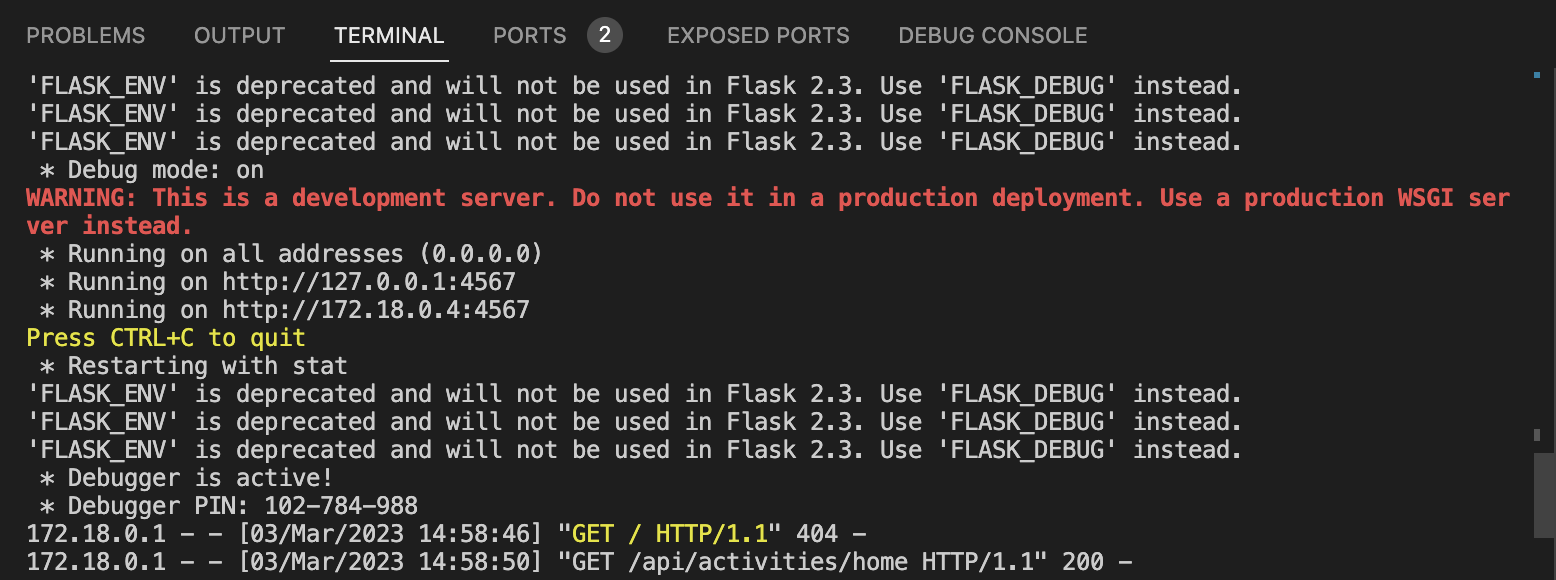 PROBLEMS OUTPUT TERMINAL PORTS 2 EXPOSED PORTS DEBUG CONSOLE
'FLASK_ENV' is deprecated and will not be used in Flask 2.3. Use 'FLASK_DEBUG' instead.
'FLASK_ENV' is deprecated and will not be used in Flask 2.3. Use 'FLASK_DEBUG' instead.
'FLASK_ENV' is deprecated and will not be used in Flask 2.3. Use 'FLASK_DEBUG' instead.
 * Debug mode: on
WARNING: This is a development server. Do not use it in a production deployment. Use a production WSGI ser
ver instead.
 * Running on all addresses (0.0.0.0)
 * Running on http://127.0.0.1:4567
 * Running on http://172.18.0.4:4567
Press CTRL+C to quit
 * Restarting with stat
'FLASK_ENV' is deprecated and will not be used in Flask 2.3. Use 'FLASK_DEBUG' instead.
'FLASK_ENV' is deprecated and will not be used in Flask 2.3. Use 'FLASK_DEBUG' instead.
'FLASK_ENV' is deprecated and will not be used in Flask 2.3. Use 'FLASK_DEBUG' instead.
 * Debugger is active!
 * Debugger PIN: 102-784-988
172.18.0.1 - - [03/Mar/2023 14:58:46] "GET / HTTP/1.1" 404 -
172.18.0.1 - - [03/Mar/2023 14:58:50] "GET /api/activities/home HTTP/1.1" 200 -